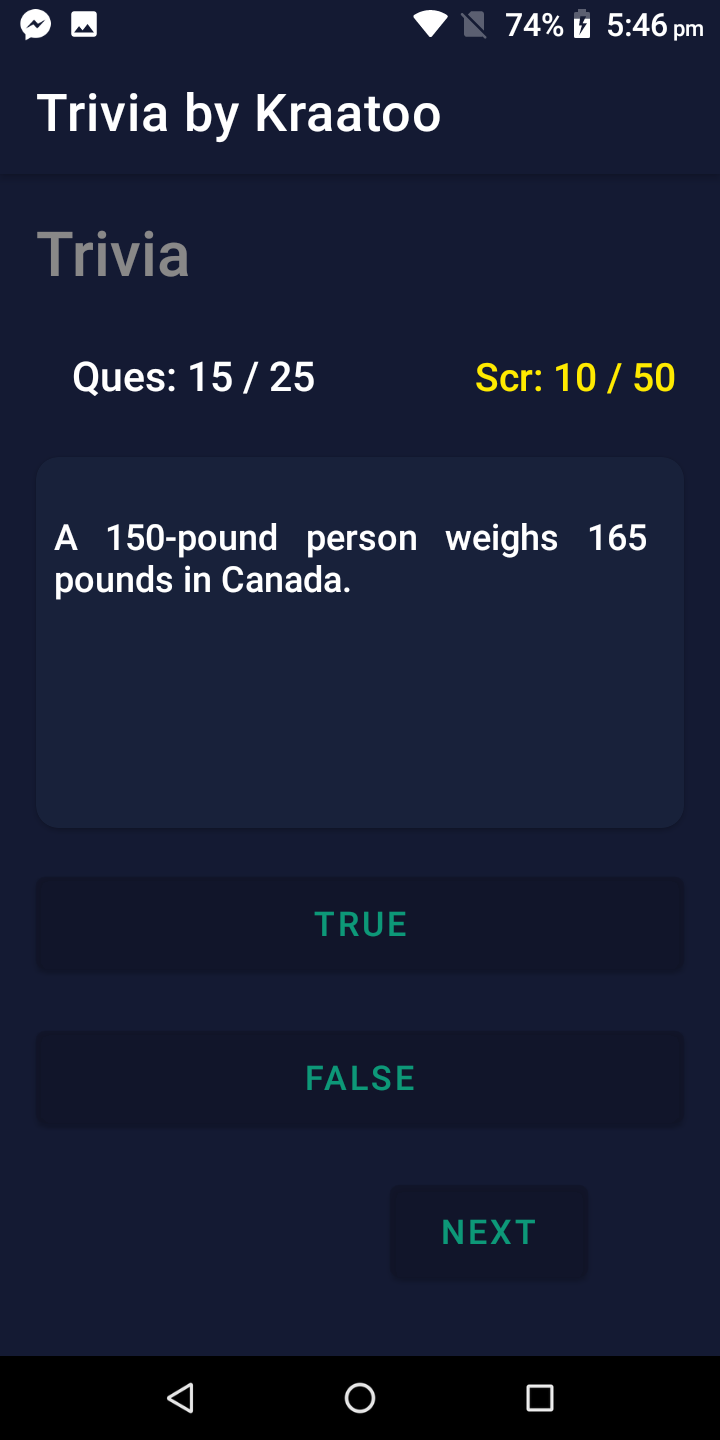 74% 5:46 pm
Trivia by Kraatoo
Trivia
Ques: 15 / 25 Scr: 10 / 50
A 150-pound person weighs 165
pounds in Canada.
TRUE
FALSE
NEXT